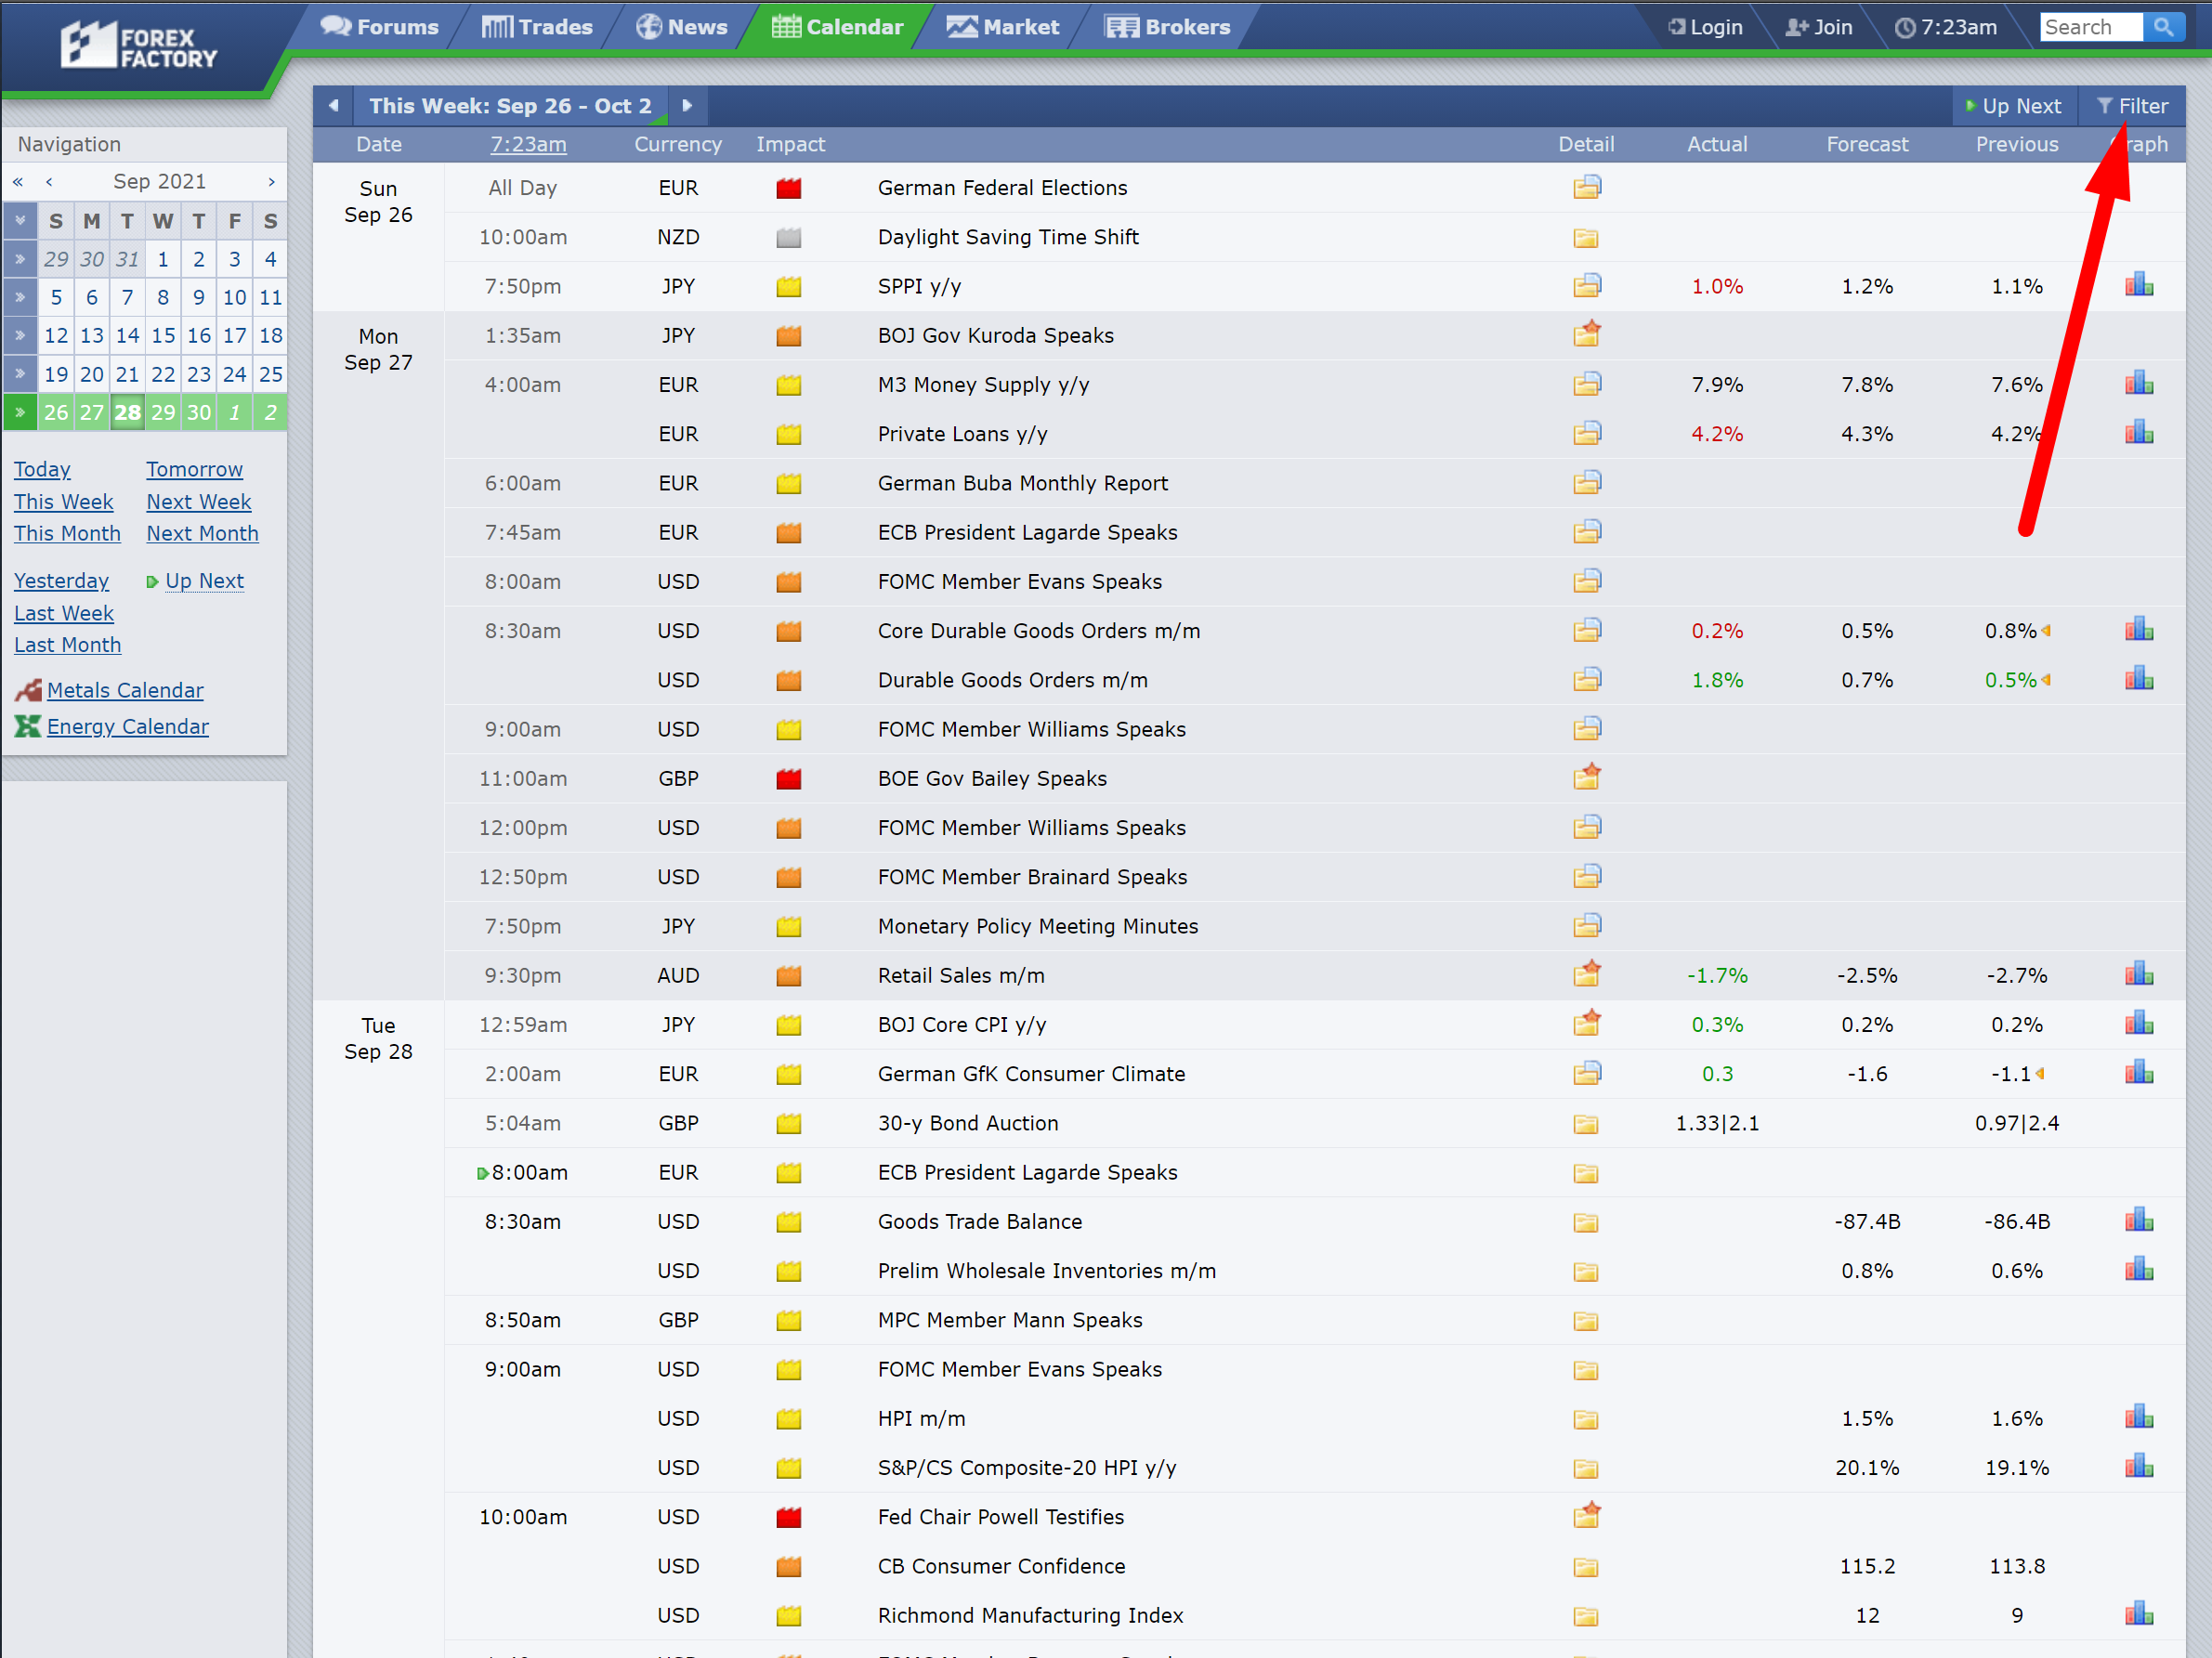 FOREX
FACTORY
Forums Trades News Calendar Market Brokers Login Join 7:23am Search
This Week: Sep 26 - Oct 2 Up Next Filter
Date 7:23am Currency Impact Detail Actual Forecast Previous
Navigation
« ‹ Sep 2021 ›
S M T W T F S
29 30 31 1 2 3 4
5 6 7 8 9 10 11
12 13 14 15 16 17 18
19 20 21 22 23 24 25
26 27 28 29 30 1 2
Today Tomorrow
This Week Next Week
This Month Next Month
Yesterday Up Next
Last Week
Last Month
Metals Calendar
Energy Calendar
Sun
Sep 26
All Day EUR German Federal Elections
10:00am NZD Daylight Saving Time Shift
7:50pm JPY SPPI y/y 1.0% 1.2% 1.1%
Mon
Sep 27
1:35am JPY BOJ Gov Kuroda Speaks
4:00am EUR M3 Money Supply y/y 7.9% 7.8% 7.6%
EUR Private Loans y/y 4.2% 4.3% 4.2%
6:00am EUR German Buba Monthly Report
7:45am EUR ECB President Lagarde Speaks
8:00am USD FOMC Member Evans Speaks
8:30am USD Core Durable Goods Orders m/m 0.2% 0.5% 0.8%
USD Durable Goods Orders m/m 1.8% 0.7% 0.5%
9:00am USD FOMC Member Williams Speaks
11:00am GBP BOE Gov Bailey Speaks
12:00pm USD FOMC Member Williams Speaks
12:50pm USD FOMC Member Brainard Speaks
7:50pm JPY Monetary Policy Meeting Minutes
9:30pm AUD Retail Sales m/m -1.7% -2.5% -2.7%
Tue
Sep 28
12:59am JPY BOJ Core CPI y/y 0.3% 0.2% 0.2%
2:00am EUR German GfK Consumer Climate 0.3 -1.6 -1.1
5:04am GBP 30-y Bond Auction 1.33|2.1 0.97|2.4
8:00am EUR ECB President Lagarde Speaks
8:30am USD Goods Trade Balance -87.4B -86.4B
USD Prelim Wholesale Inventories m/m 0.8% 0.6%
8:50am GBP MPC Member Mann Speaks
9:00am USD FOMC Member Evans Speaks
USD HPI m/m 1.5% 1.6%
USD S&P/CS Composite-20 HPI y/y 20.1% 19.1%
10:00am USD Fed Chair Powell Testifies
USD CB Consumer Confidence 115.2 113.8
USD Richmond Manufacturing Index 12 9